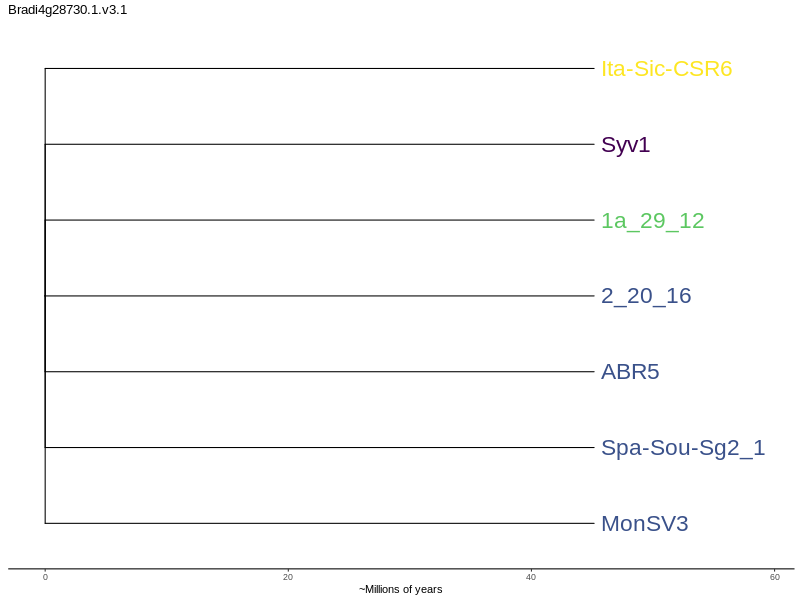 Bradi4g28730.1.v3.1
Ita-Sic-CSR6
Syv1
1a_29_12
2_20_16
ABR5
Spa-Sou-Sg2_1
MonSV3
0 20 40 60
~Millions of years